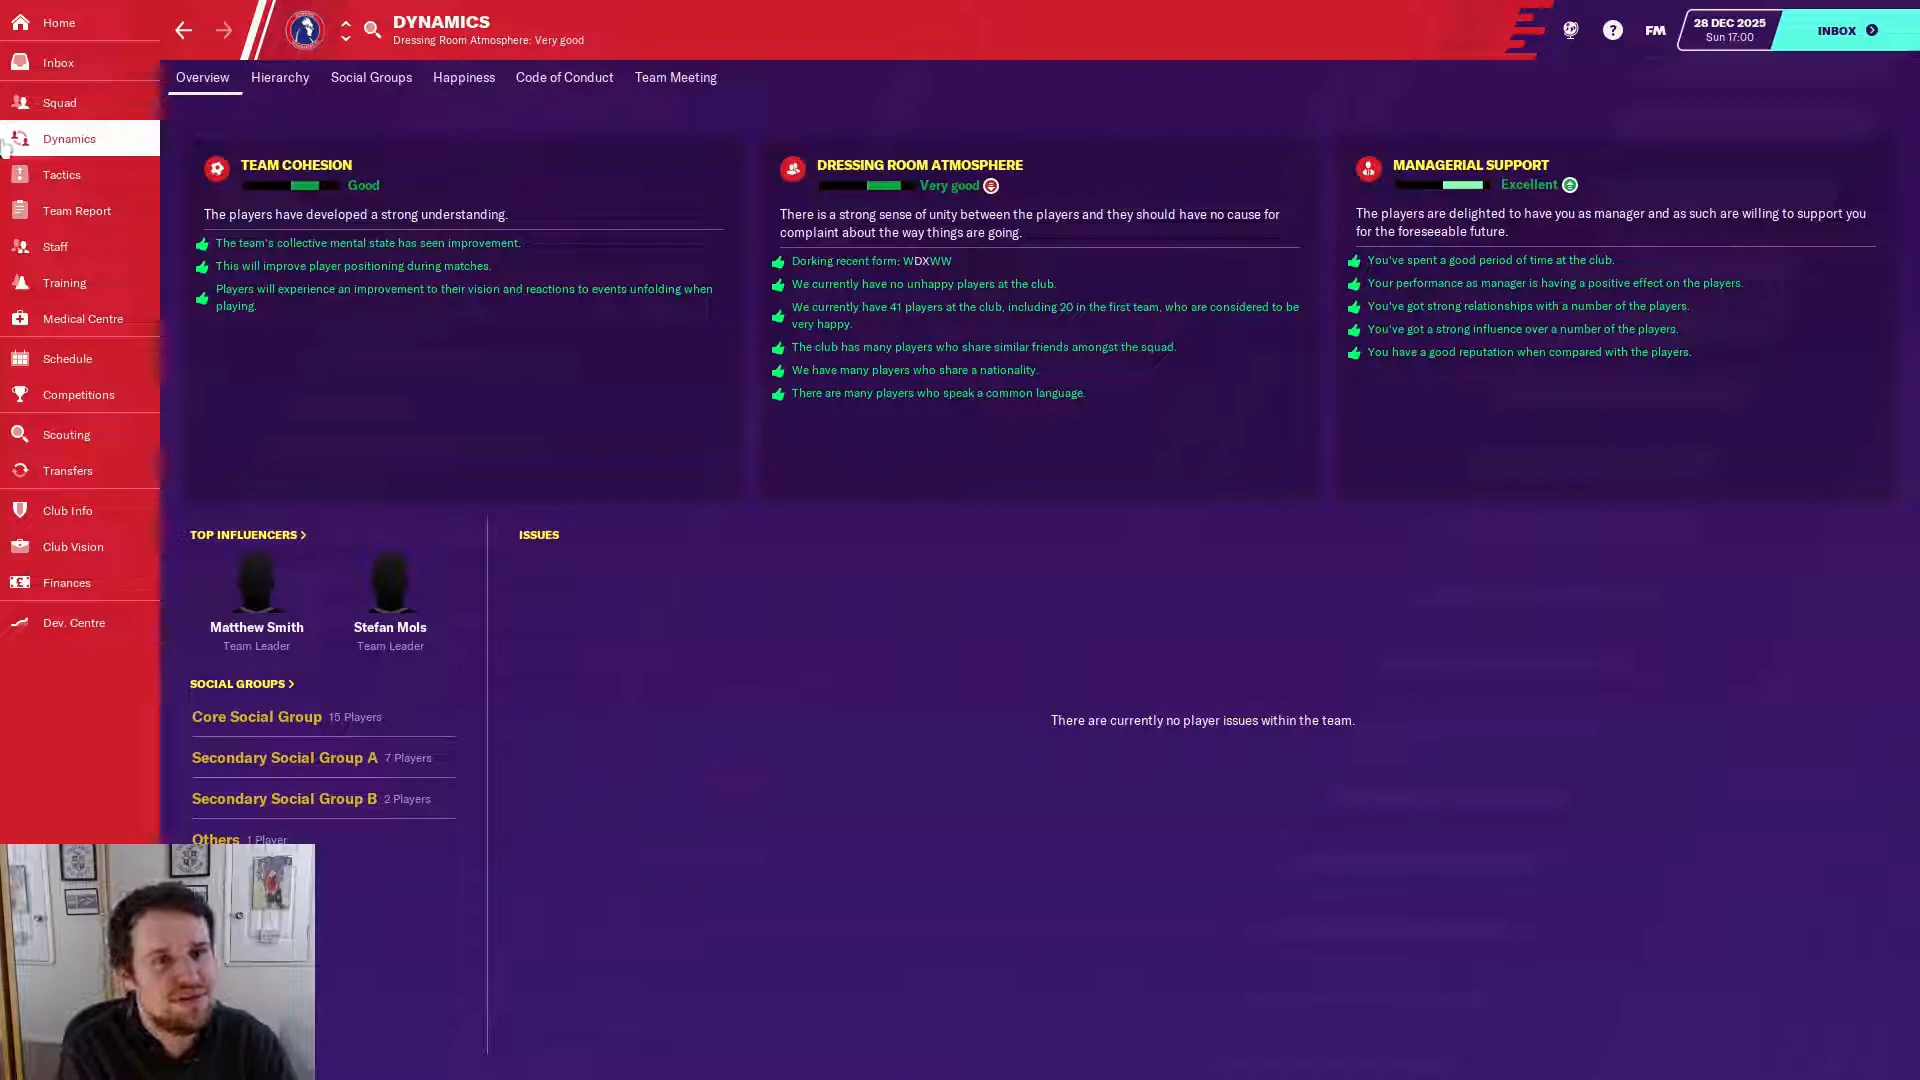 Home
Inbox
Squad
Dynamics
Tactics
Team Report
Staff
Training
Medical Centre
Schedule
Competitions
Scouting
Transfers
Club Info
Club Vision
Finances
Dev. Centre
DYNAMICS
Dressing Room Atmosphere: Very good
?
FM
28 DEC 2025
Sun 17:00
INBOX
Overview
Hierarchy
Social Groups
Happiness
Code of Conduct
Team Meeting
TEAM COHESION
Good
The players have developed a strong understanding.
The team's collective mental state has seen improvement.
This will improve player positioning during matches.
Players will experience an improvement to their vision and reactions to events unfolding when
playing.
DRESSING ROOM ATMOSPHERE
Very good
There is a strong sense of unity between the players and they should have no cause for
complaint about the way things are going.
Dorking recent form: WDXWW
We currently have no unhappy players at the club.
We currently have 41 players at the club, including 20 in the first team, who are considered to be
very happy.
The club has many players who share similar friends amongst the squad.
We have many players who share a nationality.
There are many players who speak a common language.
MANAGERIAL SUPPORT
Excellent
The players are delighted to have you as manager and as such are willing to support you
for the foreseeable future.
You've spent a good period of time at the club.
Your performance as manager is having a positive effect on the players.
You've got strong relationships with a number of the players.
You've got a strong influence over a number of the players.
You have a good reputation when compared with the players.
TOP INFLUENCERS >
Matthew Smith
Team Leader
Stefan Mols
Team Leader
SOCIAL GROUPS >
Core Social Group 15 Players
Secondary Social Group A 7 Players
Secondary Social Group B 2 Players
Others 1 Player
ISSUES
There are currently no player issues within the team.